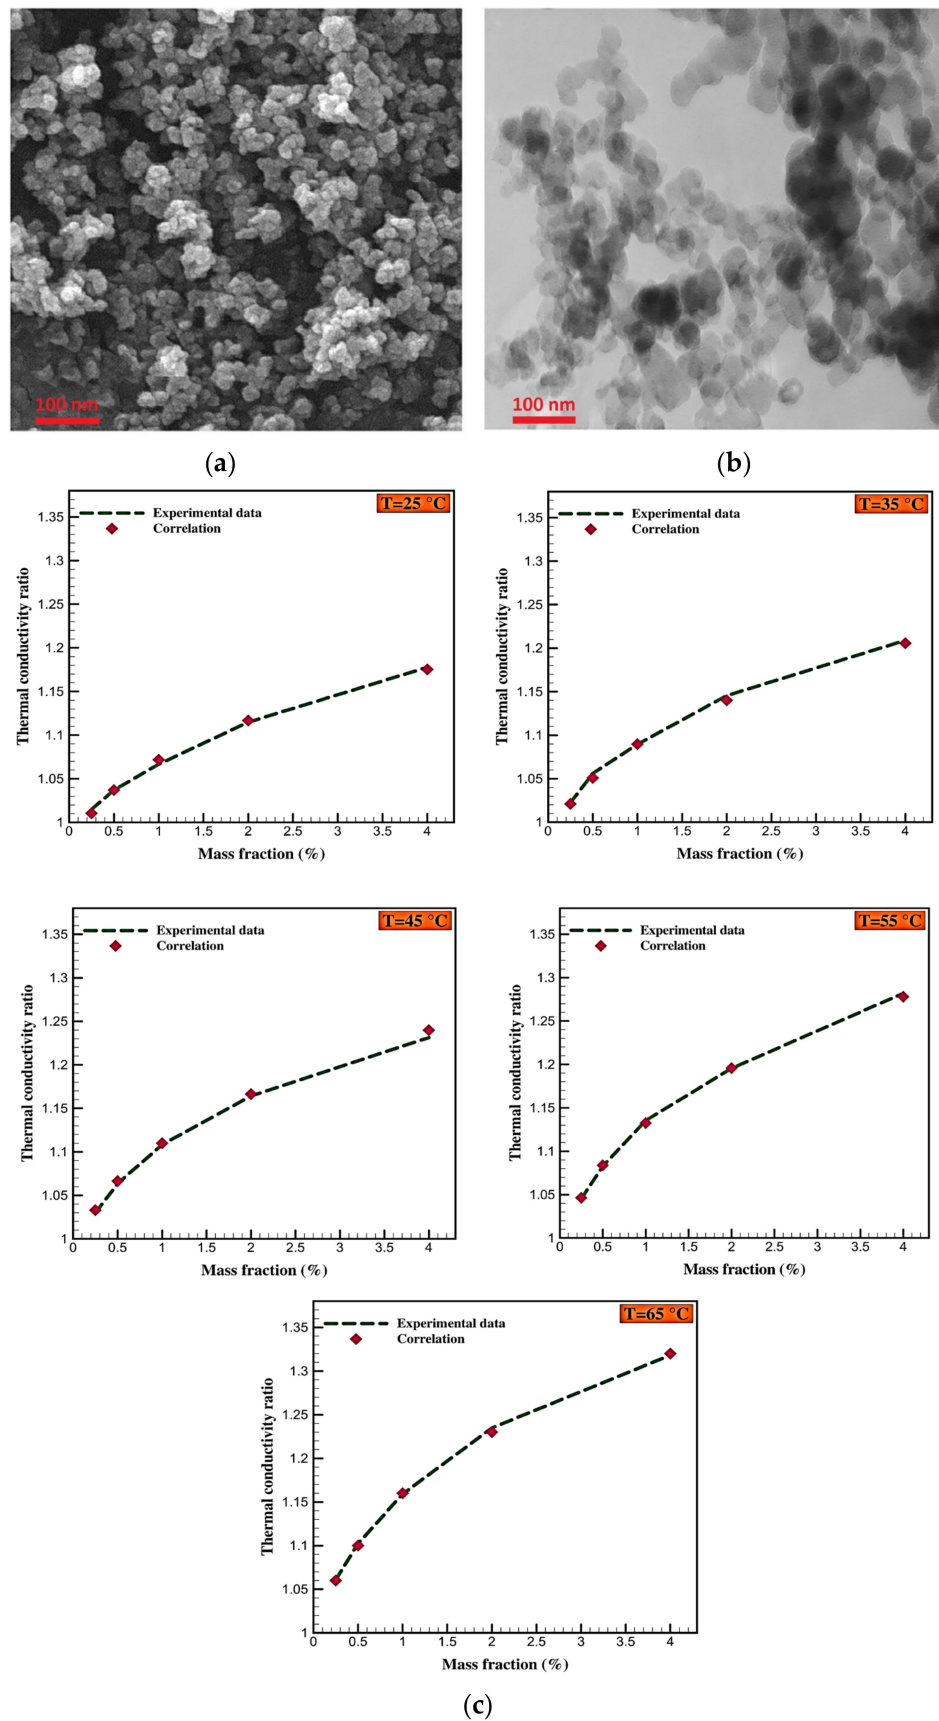 100 nm
100 nm
(a)
(b)
T=25 °C
Experimental data
Correlation
Thermal conductivity ratio
1.35
1.3
1.25
1.2
1.15
1.1
1.05
1
0 0.5 1 1.5 2 2.5 3 3.5 4
Mass fraction (%)
T=35 °C
Experimental data
Correlation
Thermal conductivity ratio
1.35
1.3
1.25
1.2
1.15
1.1
1.05
1
0 0.5 1 1.5 2 2.5 3 3.5 4
Mass fraction (%)
T=45 °C
Experimental data
Correlation
Thermal conductivity ratio
1.35
1.3
1.25
1.2
1.15
1.1
1.05
1
0 0.5 1 1.5 2 2.5 3 3.5 4
Mass fraction (%)
T=55 °C
Experimental data
Correlation
Thermal conductivity ratio
1.35
1.3
1.25
1.2
1.15
1.1
1.05
1
0 0.5 1 1.5 2 2.5 3 3.5 4
Mass fraction (%)
T=65 °C
Experimental data
Correlation
Thermal conductivity ratio
1.35
1.3
1.25
1.2
1.15
1.1
1.05
1
0 0.5 1 1.5 2 2.5 3 3.5 4
Mass fraction (%)
(c)